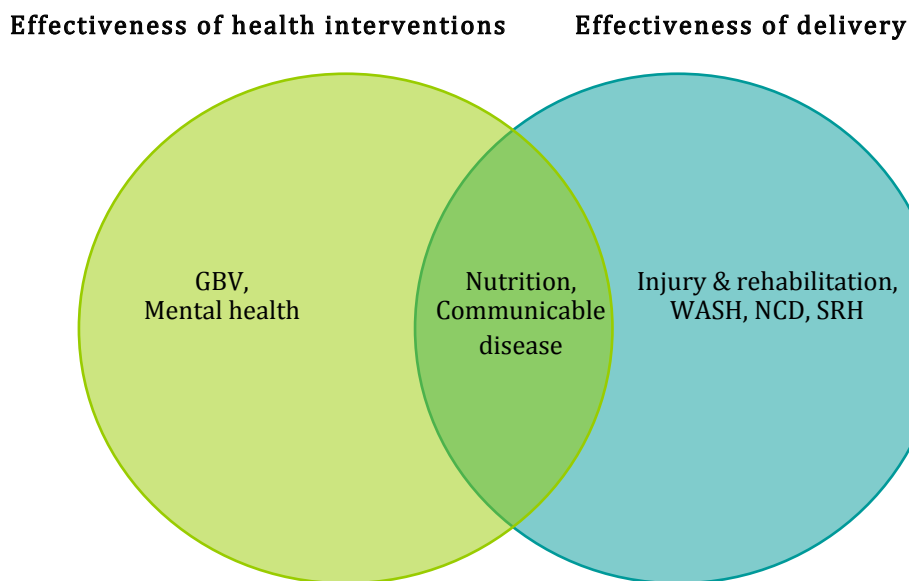 Effectiveness of health interventions
Effectiveness of delivery
GBV,
Mental health
Nutrition,
Communicable
disease
Injury & rehabilitation,
WASH, NCD, SRH